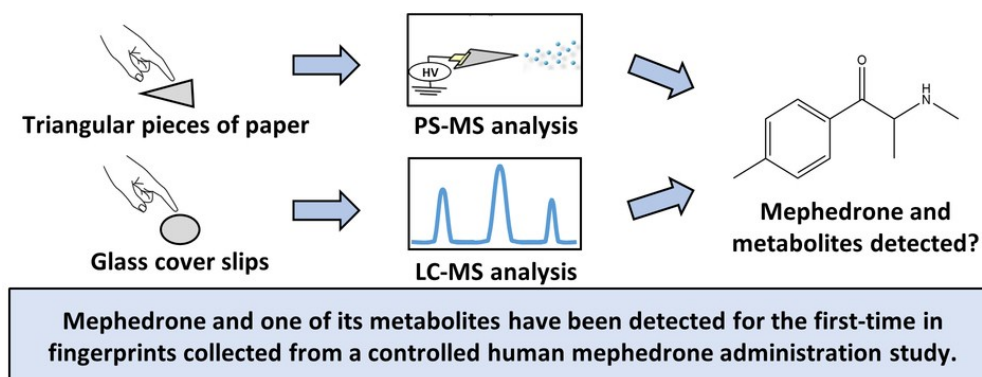 HV
Triangular pieces of paper
PS-MS analysis
O
H
N
Glass cover slips
LC-MS analysis
Mephedrone and
metabolites detected?
Mephedrone and one of its metabolites have been detected for the first-time in
fingerprints collected from a controlled human mephedrone administration study.